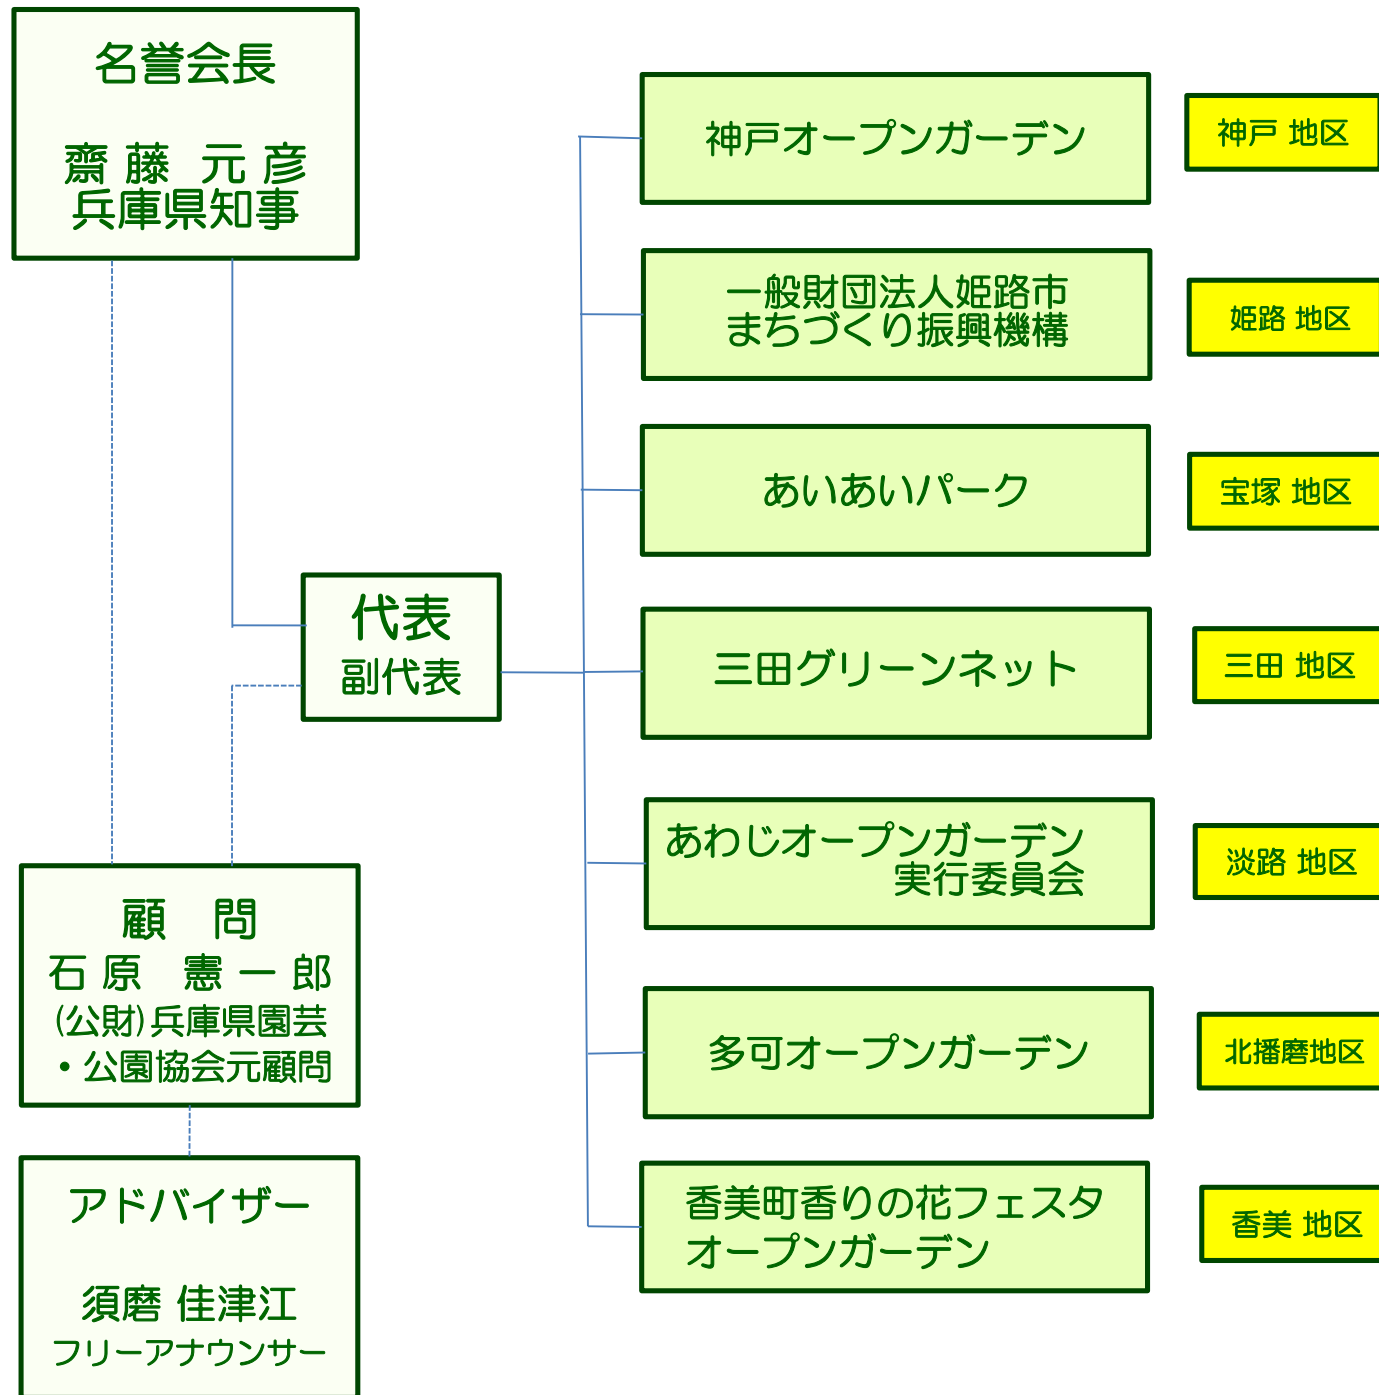 名誉会長
齋藤 元彦
兵庫県知事
代表
副代表
顧 問
石原 憲一郎
(公財)兵庫県園芸
・公園協会元顧問
アドバイザー
須磨 佳津江
フリーアナウンサー
神戸オープンガーデン
神戸 地区
一般財団法人姫路市
まちづくり振興機構
姫路 地区
あいあいパーク
宝塚 地区
三田グリーンネット
三田 地区
あわじオープンガーデン
実行委員会
淡路 地区
多可オープンガーデン
北播磨地区
香美町香りの花フェスタ
オープンガーデン
香美 地区